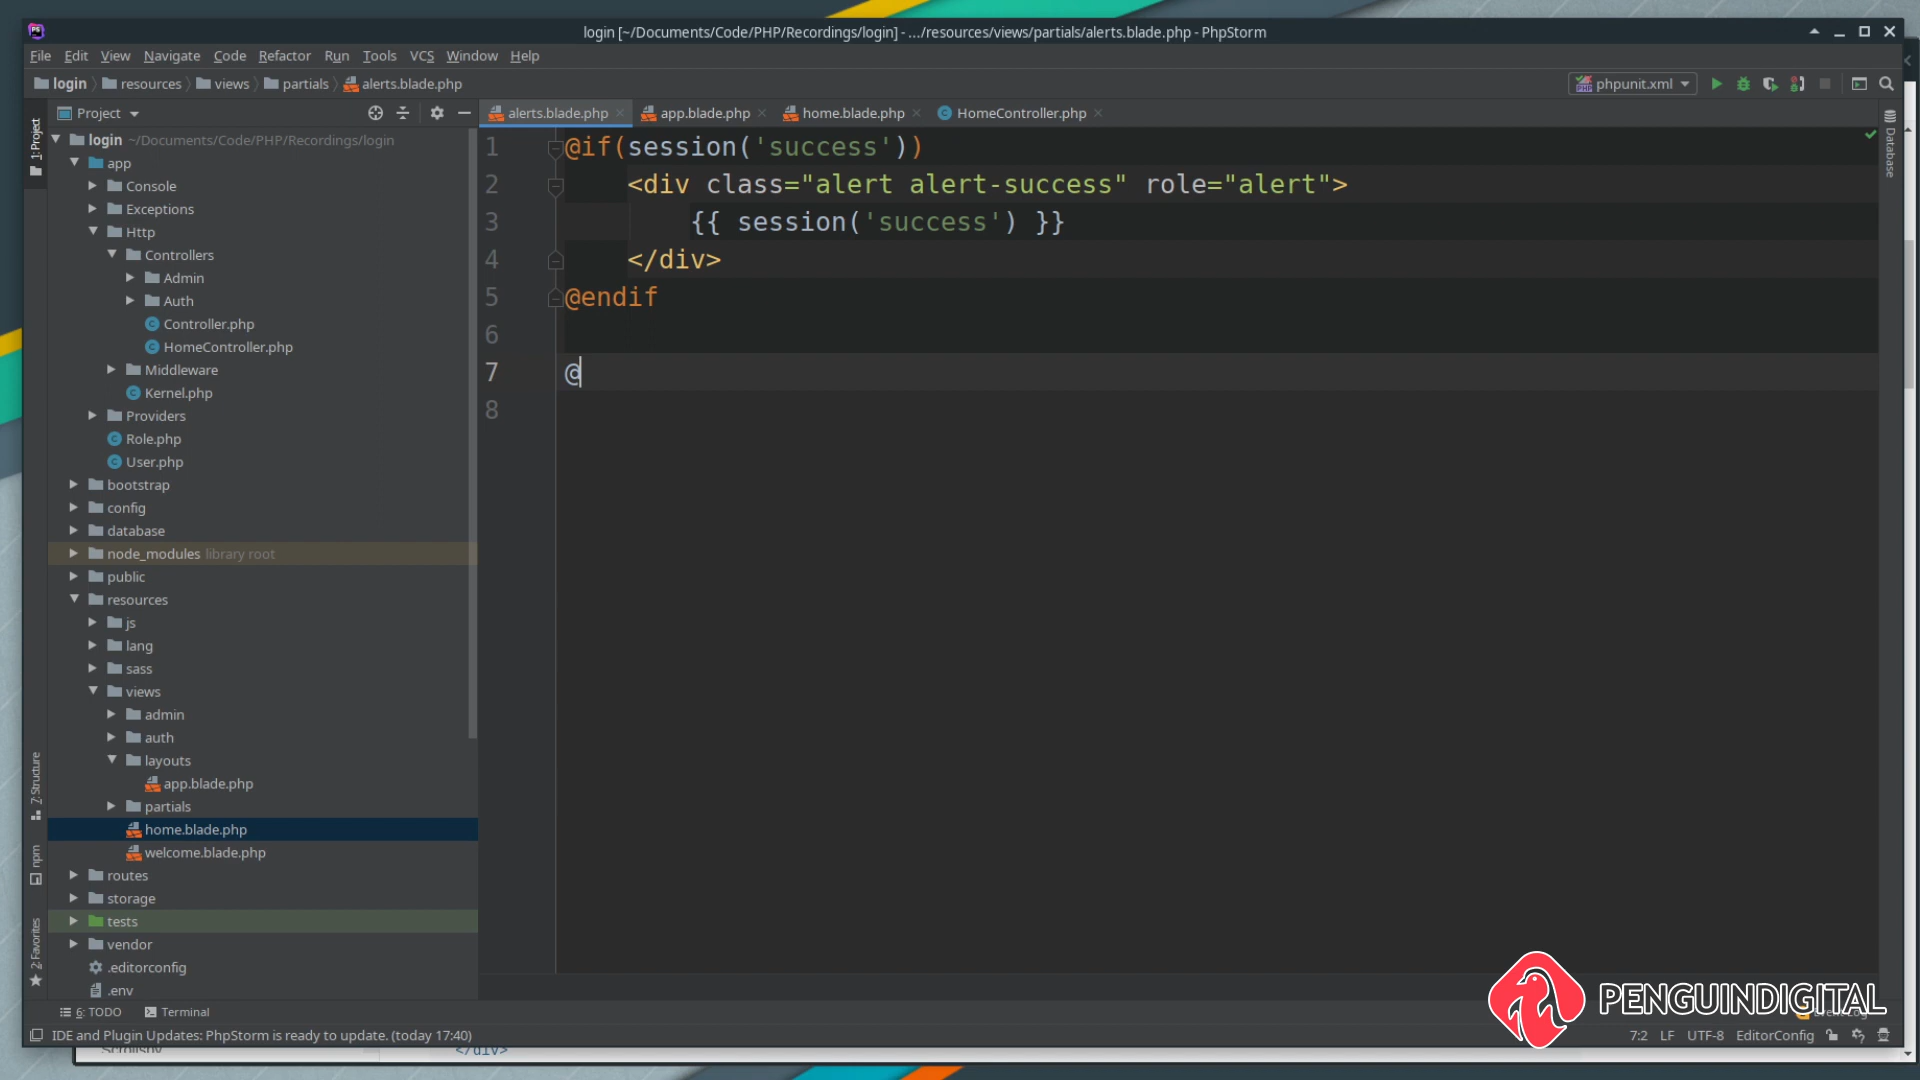 login [~/Documents/Code/PHP/Recordings/login] - .../resources/views/partials/alerts.blade.php - PhpStorm
File Edit View Navigate Code Refactor Run Tools VCS Window Help
login resources views partials alerts.blade.php
phpunit.xml
Project
alerts.blade.php app.blade.php home.blade.php HomeController.php
1: Project
Database
login ~/Documents/Code/PHP/Recordings/login
app
Console
Exceptions
Http
Controllers
Admin
Auth
Controller.php
HomeController.php
Middleware
Kernel.php
Providers
Role.php
User.php
bootstrap
config
database
node_modules library root
public
resources
js
lang
sass
views
admin
auth
layouts
app.blade.php
partials
home.blade.php
welcome.blade.php
routes
storage
tests
vendor
.editorconfig
.env
Z: Structure
npm
2: Favorites
1 @if(session('success'))
2 <div class="alert alert-success" role="alert">
3 {{ session('success') }}
4 </div>
5 @endif
6
7 @
8
PENGUINDIGITAL
6: TODO Terminal
IDE and Plugin Updates: PhpStorm is ready to update. (today 17:40)
7:2 LF UTF-8 EditorConfig
</div>